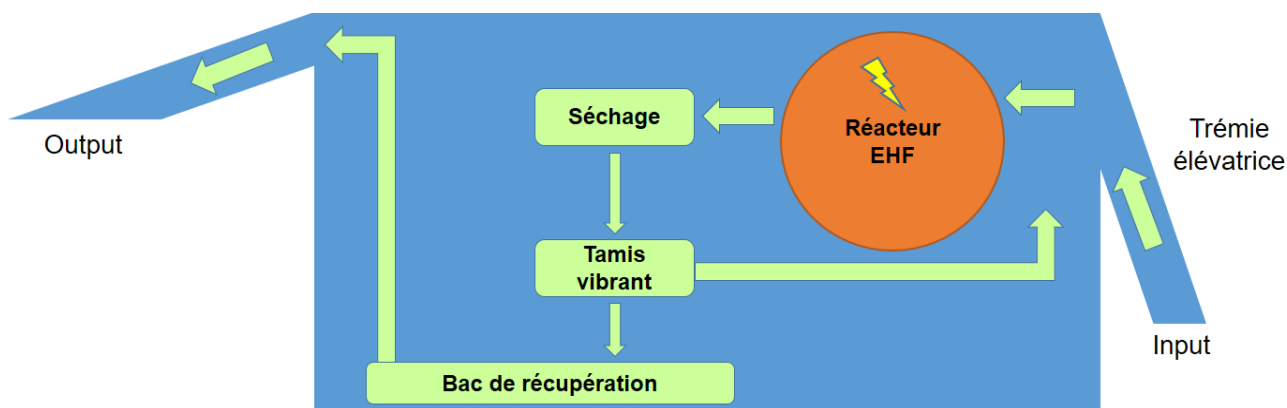 Output
Séchage
Réacteur
EHF
Trémie
élévatrice
Tamis
vibrant
Input
Bac de récupération